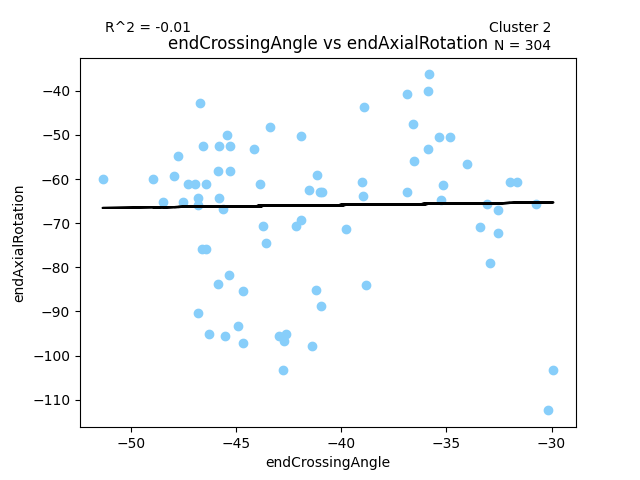 R^2 = -0.01
Cluster 2
endCrossingAngle vs endAxialRotation
N = 304
endAxialRotation
−40
−50
−60
−70
−80
−90
−100
−110
−50
−45
−40
−35
−30
endCrossingAngle